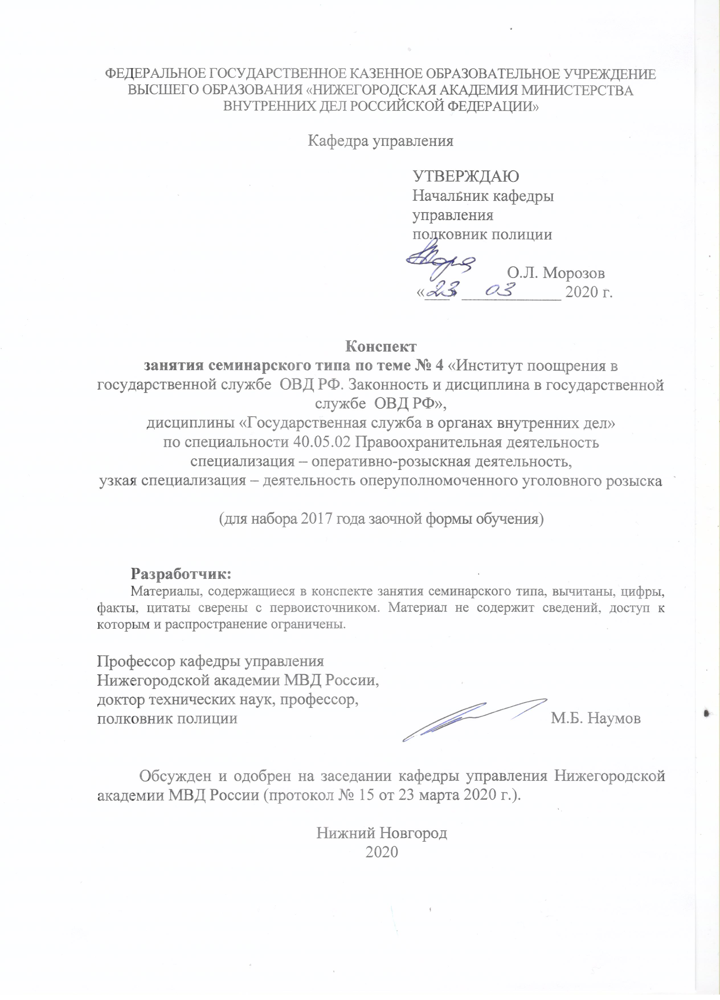 ФЕДЕРАЛЬНОЕ ГОСУДАРСТВЕННОЕ КАЗЕННОЕ ОБРАЗОВАТЕЛЬНОЕ УЧРЕЖДЕНИЕ
ВЫСШЕГО ОБРАЗОВАНИЯ «НИЖЕГОРОДСКАЯ АКАДЕМИЯ МИНИСТЕРСТВА
ВНУТРЕННИХ ДЕЛ РОССИЙСКОЙ ФЕДЕРАЦИИ»
Кафедра управления
УТВЕРЖДАЮ
Начальник кафедры
управления
полковник полиции
О.Л. Морозов
«23» 03 2020 г.
Конспект
занятия семинарского типа по теме № 4 «Институт поощрения в
государственной службе ОВД РФ. Законность и дисциплина в государственной
службе ОВД РФ»,
дисциплины «Государственная служба в органах внутренних дел»
по специальности 40.05.02 Правоохранительная деятельность
специализация – оперативно-розыскная деятельность,
узкая специализация – деятельность оперуполномоченного уголовного розыска
(для набора 2017 года заочной формы обучения)
Разработчик:
Материалы, содержащиеся в конспекте занятия семинарского типа, вычитаны, цифры,
факты, цитаты сверены с первоисточником. Материал не содержит сведений, доступ к
которым и распространение ограничены.
Профессор кафедры управления
Нижегородской академии МВД России,
доктор технических наук, профессор,
полковник полиции М.Б. Наумов
Обсужден и одобрен на заседании кафедры управления Нижегородской
академии МВД России (протокол № 15 от 23 марта 2020 г.).
Нижний Новгород
2020